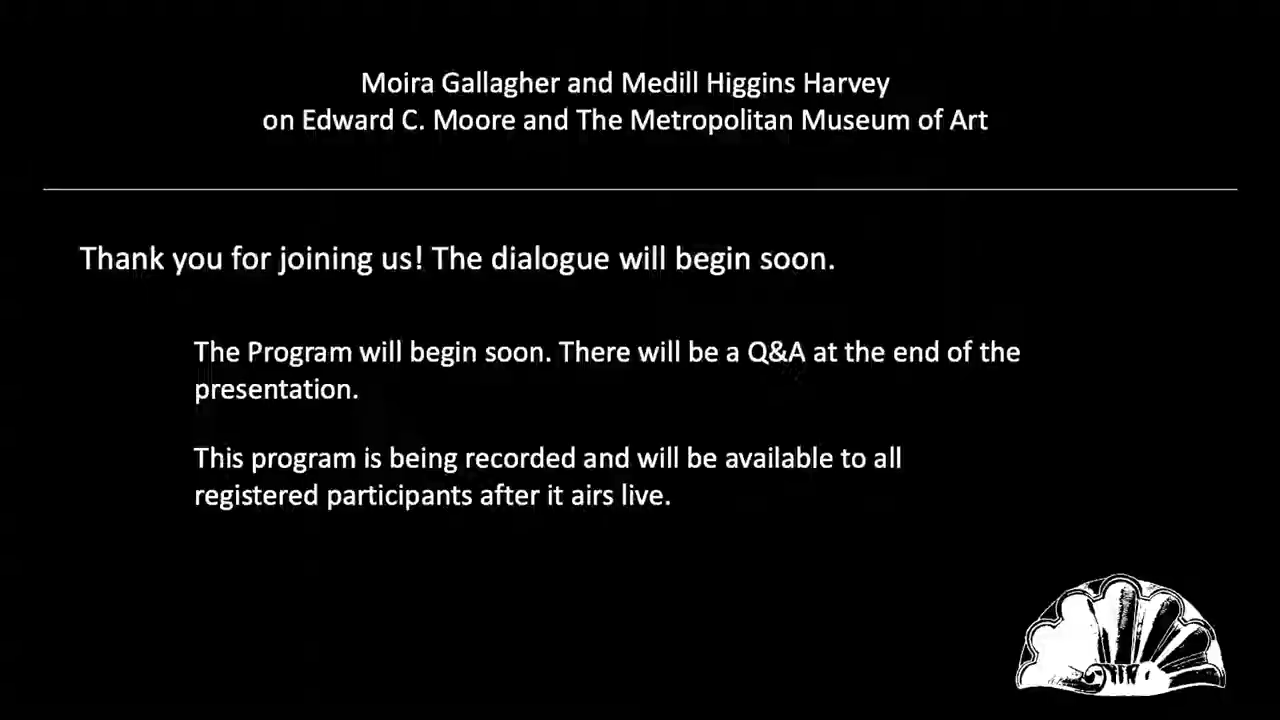 Moira Gallagher and Medill Higgins Harvey
on Edward C. Moore and The Metropolitan Museum of Art
Thank you for joining us! The dialogue will begin soon.
The Program will begin soon. There will be a Q&A at the end of the
presentation.
This program is being recorded and will be available to all
registered participants after it airs live.